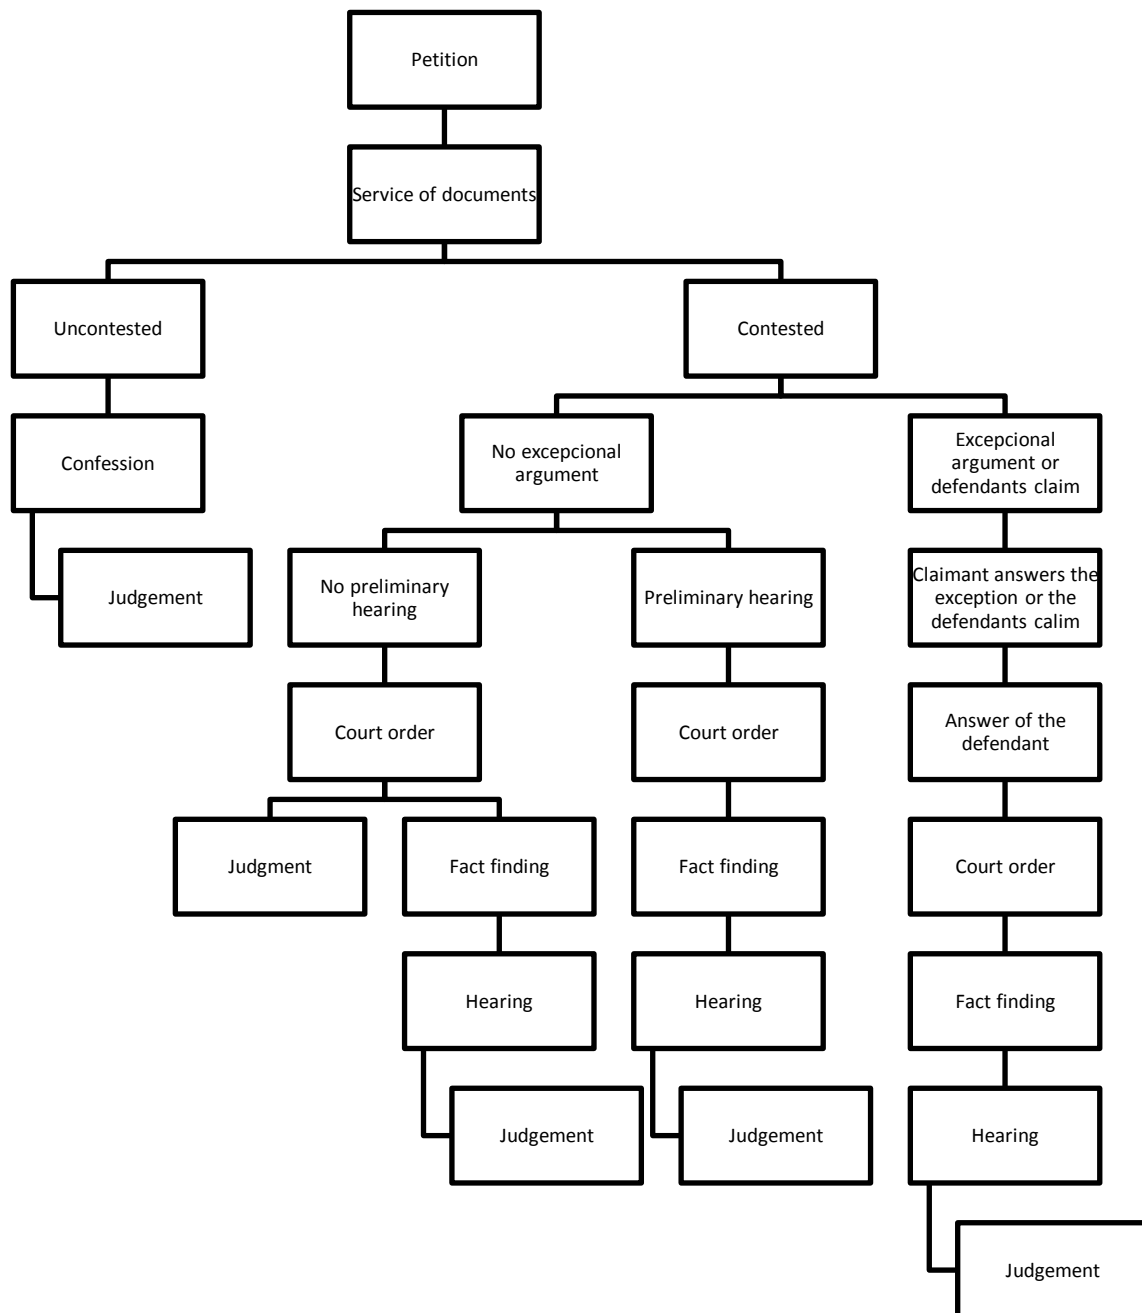 Petition
Service of documents
Uncontested
Contested
Confession
No excepcional
argument
Excepcional
argument or
defendants claim
Judgement
No preliminary
hearing
Preliminary hearing
Claimant answers the
exception or the
defendants calim
Court order
Court order
Answer of the
defendant
Judgment
Fact finding
Fact finding
Court order
Hearing
Hearing
Fact finding
Judgement
Judgement
Hearing
Judgement